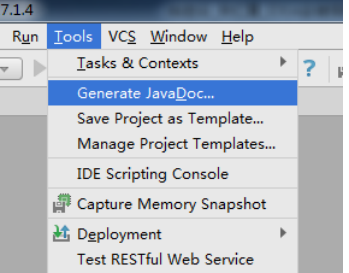 7.1.4
Run Tools VCS Window Help
Tasks & Contexts
Generate JavaDoc...
Save Project as Template...
Manage Project Templates...
IDE Scripting Console
Capture Memory Snapshot
Deployment
Test RESTful Web Service